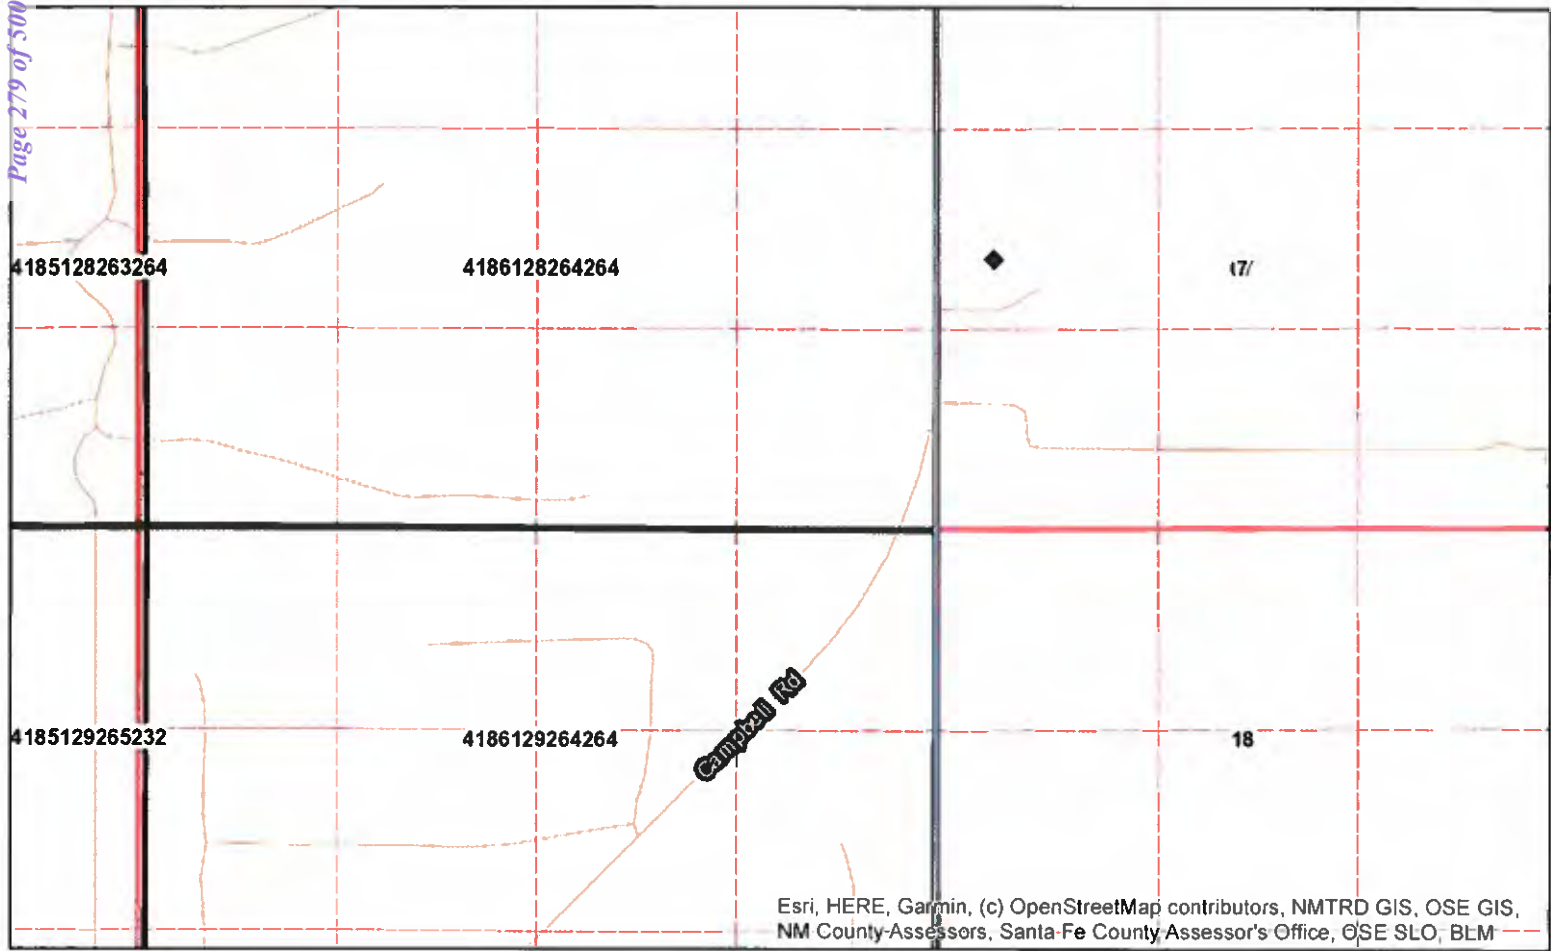 Page 279 of 500
4185128263264
4186128264264
4185129265232
4186129264264
Campbell Rd
18
Esri, HERE, Garmin, (c) OpenStreetMap contributors, NMTRD GIS, OSE GIS,
NM County Assessors, Santa Fe County Assessor's Office, OSE SLO, BLM